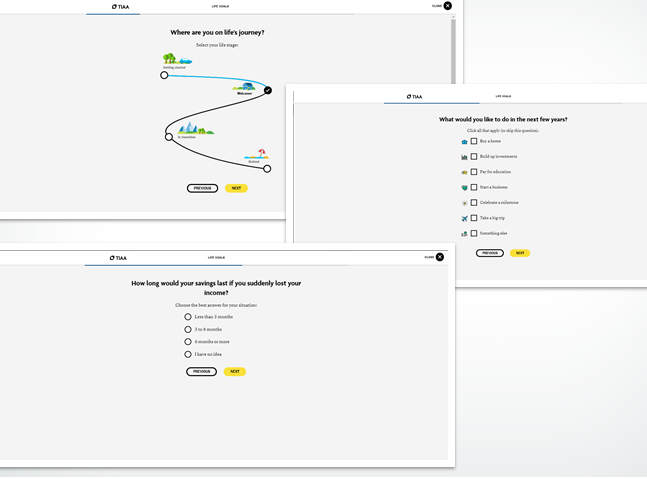 TIAA
LIFE GOALS
CLOSE
Where are you on life's journey?
Select your life stage:
Getting started
Midcareer
In transition
Retired
PREVIOUS
NEXT
TIAA
LIFE GOALS
What would you like to do in the next few years?
Click all that apply (or skip this question).
Buy a home
Build up investments
Pay for education
Start a business
Celebrate a milestone
Take a big trip
Something else
PREVIOUS
NEXT
TIAA
LIFE GOALS
CLOSE
How long would your savings last if you suddenly lost your
income?
Choose the best answer for your situation:
Less than 3 months
3 to 6 months
6 months or more
I have no idea
PREVIOUS
NEXT